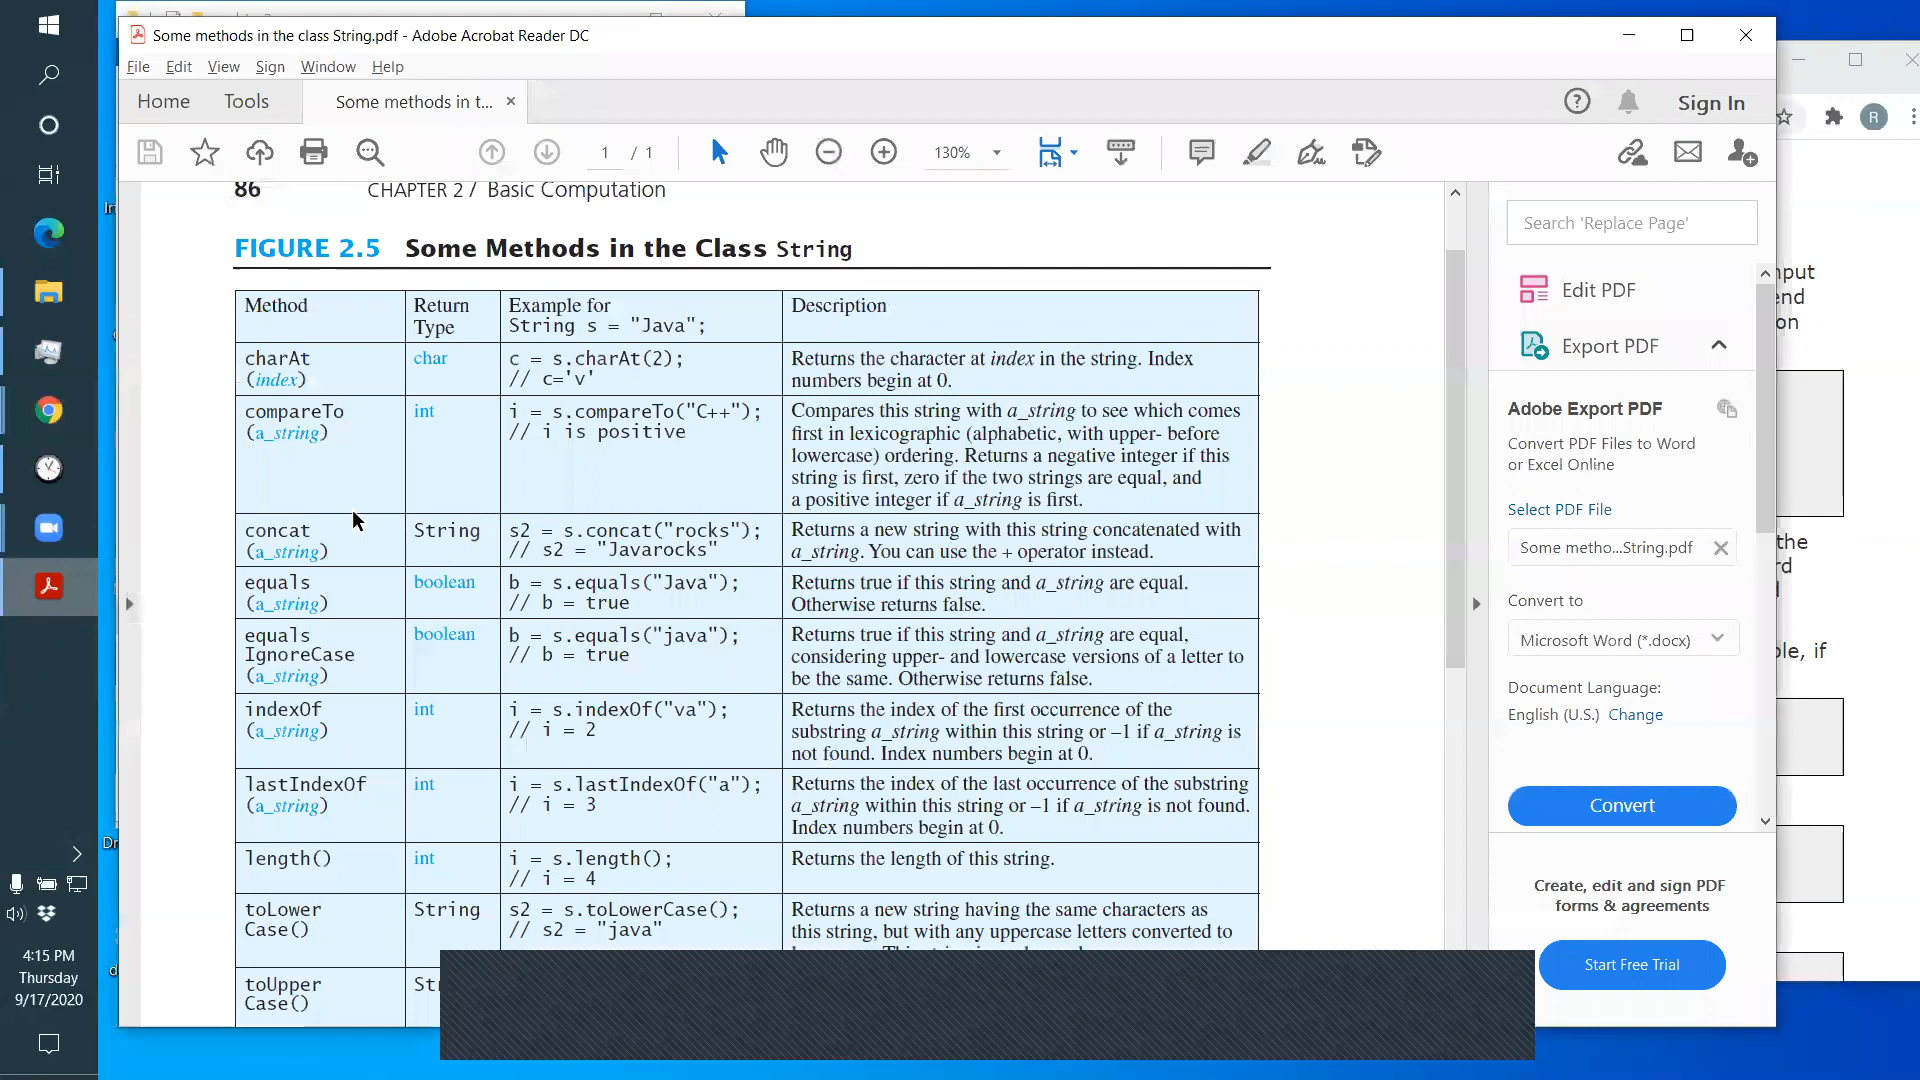 Some methods in the class String.pdf - Adobe Acrobat Reader DC
File Edit View Sign Window Help
Home Tools Some methods in t... × Sign In
1 / 1 130%
R
86 CHAPTER 2 / Basic Computation
FIGURE 2.5 Some Methods in the Class String
Method
Return
Type
Example for
String s = "Java";
Description
charAt
(index)
char
c = s.charAt(2);
// c='v'
Returns the character at index in the string. Index
numbers begin at 0.
compareTo
(a_string)
int
i = s.compareTo("C++");
// i is positive
Compares this string with a_string to see which comes
first in lexicographic (alphabetic, with upper- before
lowercase) ordering. Returns a negative integer if this
string is first, zero if the two strings are equal, and
a positive integer if a_string is first.
concat
(a_string)
String
s2 = s.concat("rocks");
// s2 = "Javarocks"
Returns a new string with this string concatenated with
a_string. You can use the + operator instead.
equals
(a_string)
boolean
b = s.equals("Java");
// b = true
Returns true if this string and a_string are equal.
Otherwise returns false.
equals
IgnoreCase
(a_string)
boolean
b = s.equals("java");
// b = true
Returns true if this string and a_string are equal,
considering upper- and lowercase versions of a letter to
be the same. Otherwise returns false.
indexOf
(a_string)
int
i = s.indexOf("va");
// i = 2
Returns the index of the first occurrence of the
substring a_string within this string or –1 if a_string is
not found. Index numbers begin at 0.
lastIndexOf
(a_string)
int
i = s.lastIndexOf("a");
// i = 3
Returns the index of the last occurrence of the substring
a_string within this string or –1 if a_string is not found.
Index numbers begin at 0.
length()
int
i = s.length();
// i = 4
Returns the length of this string.
toLower
Case()
String
s2 = s.toLowerCase();
// s2 = "java"
Returns a new string having the same characters as
this string, but with any uppercase letters converted to
toUpper
Case()
Search 'Replace Page'
Edit PDF
Export PDF
Adobe Export PDF
Convert PDF Files to Word
or Excel Online
Select PDF File
Some metho...String.pdf
Convert to
Microsoft Word (*.docx)
Document Language:
English (U.S.) Change
Convert
Create, edit and sign PDF
forms & agreements
Start Free Trial
the
if
4:15 PM
Thursday
9/17/2020